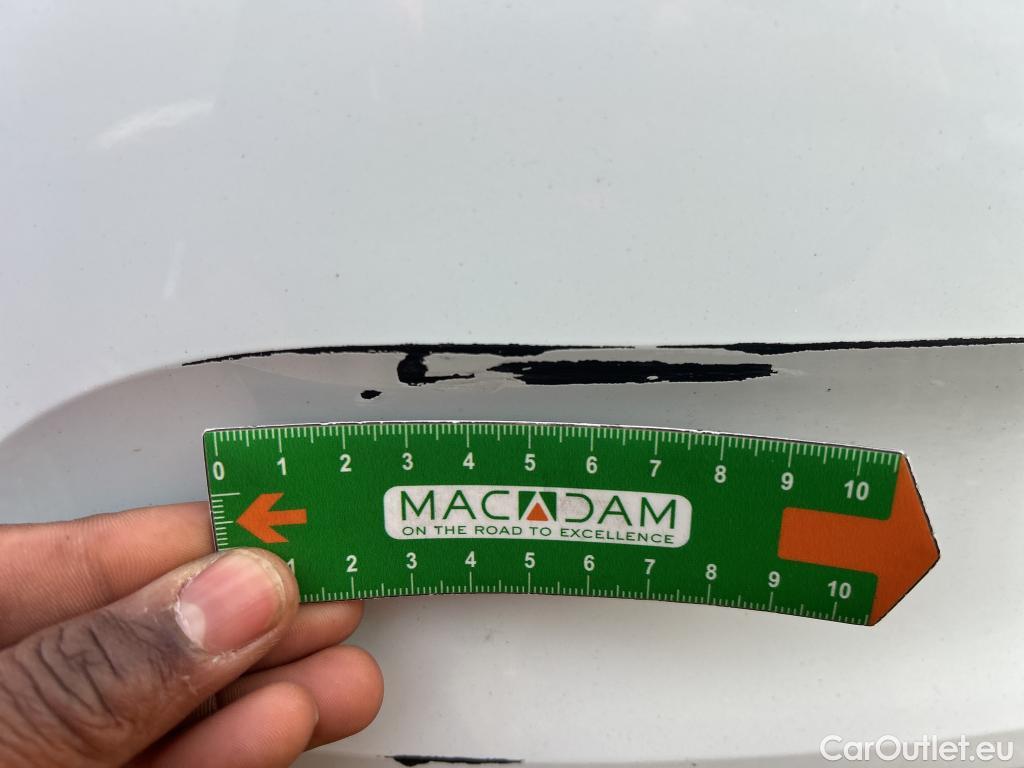 0 1 2 3 4 5 6 7 8 9 10
MACADAM
ON THE ROAD TO EXCELLENCE
1 2 3 4 5 6 7 8 9 10
CarOutlet.eu